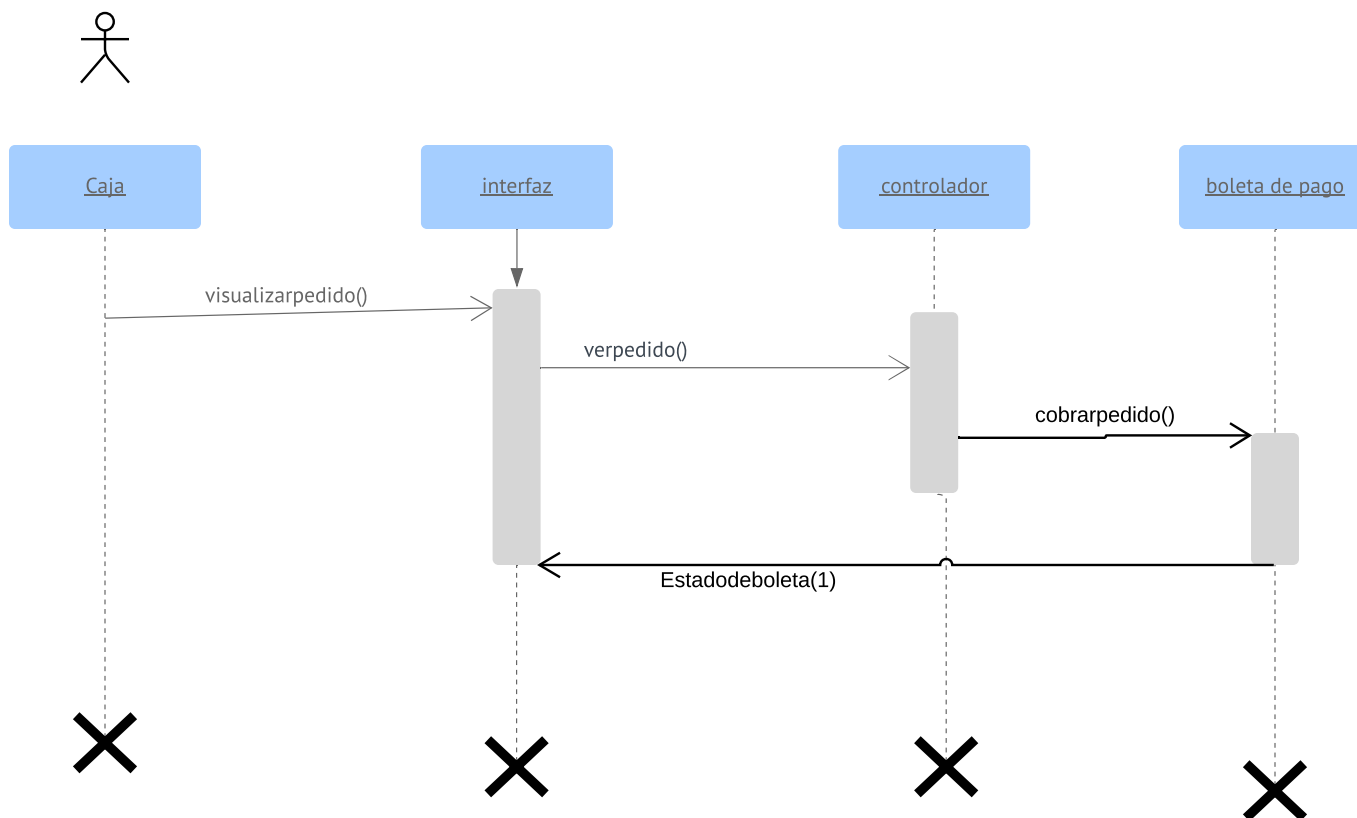 Caja
interfaz
controlador
boleta de pago
visualizarpedido()
verpedido()
cobrarpedido()
Estadodeboleta(1)